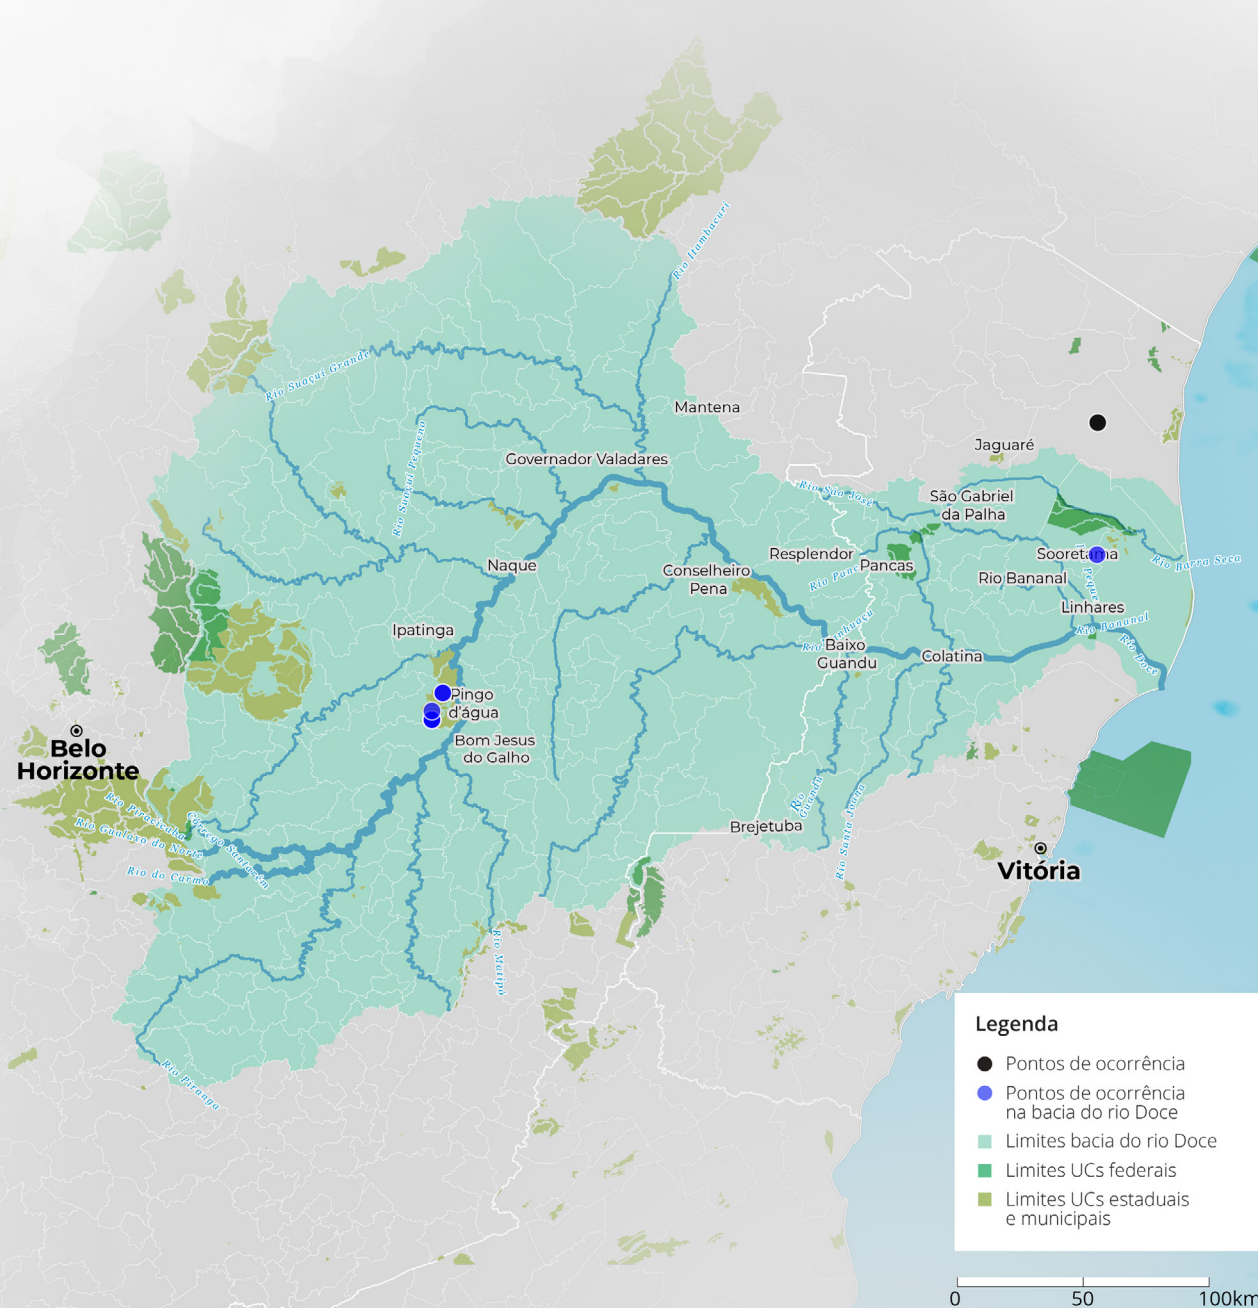 Rio Itambacuri
Rio Suaçuí Grande
Mantena
Rio Suaçuí Pequeno
Governador Valadares
Jaguaré
Rio São José
São Gabriel
da Palha
Naque
Conselheiro
Pena
Resplendor
Pancas
Rio Panc
Sooretama
Rio Barra Seca
Rio Bananal
Peque
Linhares
Rio Bananal
Rio Doce
Ipatinga
Rio
nhuaçu
Baixo
Guandu
Colatina
Pingo
d'água
Bom Jesus
do Galho
Belo
Horizonte
Rio Piracicaba
Rio Gualaxo do Norte
Córrego Santarém
Rio do Carmo
Rio
Guandu
Rio Santa Joana
Brejetuba
Vitória
Rio Matipó
Rio Piranga
Legenda
Pontos de ocorrência
Pontos de ocorrência
na bacia do rio Doce
Limites bacia do rio Doce
Limites UCs federais
Limites UCs estaduais
e municipais
0 50 100km